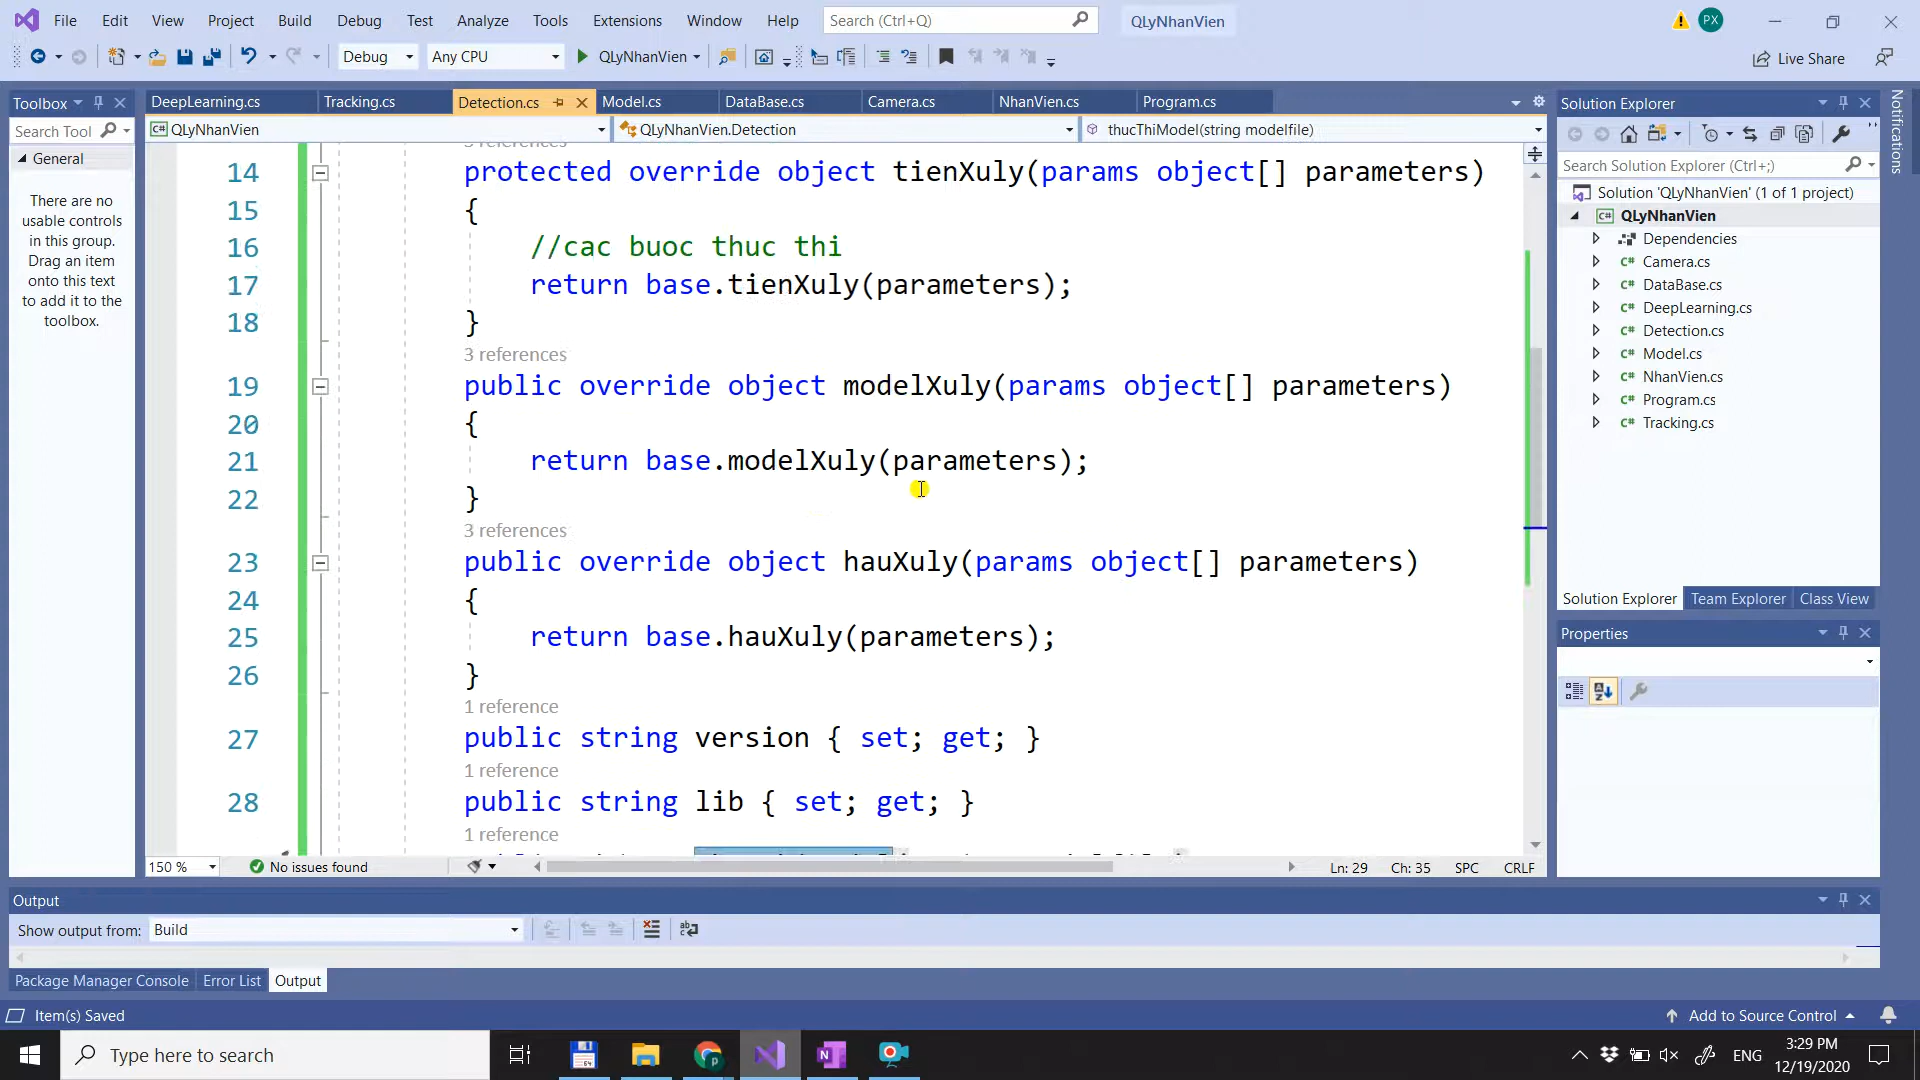 File Edit View Project Build Debug Test Analyze Tools Extensions Window Help Search (Ctrl+Q) QLyNhanVien PX
Debug Any CPU QLyNhanVien Live Share
Toolbox DeepLearning.cs Tracking.cs Detection.cs Model.cs DataBase.cs Camera.cs NhanVien.cs Program.cs
Search Tool
General
There are no
usable controls
in this group.
Drag an item
onto this text
to add it to the
toolbox.
C# QLyNhanVien QLyNhanVien.Detection thucThiModel(string modelfile)
14 protected override object tienXuly(params object[] parameters)
15 {
16 //cac buoc thuc thi
17 return base.tienXuly(parameters);
18 }
3 references
19 public override object modelXuly(params object[] parameters)
20 {
21 return base.modelXuly(parameters);
22 }
3 references
23 public override object hauXuly(params object[] parameters)
24 {
25 return base.hauXuly(parameters);
26 }
1 reference
27 public string version { set; get; }
1 reference
28 public string lib { set; get; }
1 reference
150 % No issues found Ln: 29 Ch: 35 SPC CRLF
Solution Explorer
Search Solution Explorer (Ctrl+;)
Solution 'QLyNhanVien' (1 of 1 project)
C# QLyNhanVien
Dependencies
C# Camera.cs
C# DataBase.cs
C# DeepLearning.cs
C# Detection.cs
C# Model.cs
C# NhanVien.cs
C# Program.cs
C# Tracking.cs
Solution Explorer Team Explorer Class View
Properties
Notifications
Output
Show output from: Build
Package Manager Console Error List Output
Item(s) Saved Add to Source Control
Type here to search ENG 3:29 PM
12/19/2020